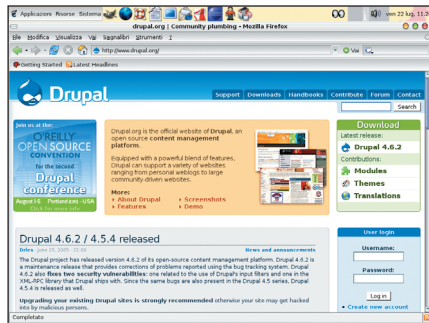 Applicazioni Risorse Sistema ven 22 lug, 11.3
drupal.org | Community plumbing - Mozilla Firefox
File Modifica Visualizza Vai Segnalibri Strumenti ?
http://www.drupal.org/ Vai
Getting Started Latest Headlines
Drupal
Support Downloads Handbooks Contribute Forum Contact
Search
Join us at the:
O'REILLY
OPEN SOURCE
CONVENTION
for the second
Drupal
conference
August 1-5 Portland (OR) - USA
Click for more info
Drupal.org is the official website of Drupal, an
open source content management
platform.
Equipped with a powerful blend of features,
Drupal can support a variety of websites
ranging from personal weblogs to large
community-driven websites.
More:
About Drupal Screenshots
Features Demo
Download
Latest release:
Drupal 4.6.2
Contributions:
Modules
Themes
Translations
Drupal 4.6.2 / 4.5.4 released
Dries June 29, 2005 - 21:08 News and announcements
The Drupal project has released version 4.6.2 of its open-source content management platform. Drupal 4.6.2 is
a maintenance release that provides corrections of problems reported using the bug tracking system. Drupal
4.6.2 also fixes two security vulnerabilities: one related to the use of Drupal's input filters and one in the
XML-RPC library that Drupal ships with. Since the same bugs are also present in the Drupal 4.5 series, Drupal
4.5.4 is released as well.
Upgrading your existing Drupal sites is strongly recommended otherwise your site may get hacked
into by malicious persons.
User login
Username:
Password:
Log in
Create new account
Completato